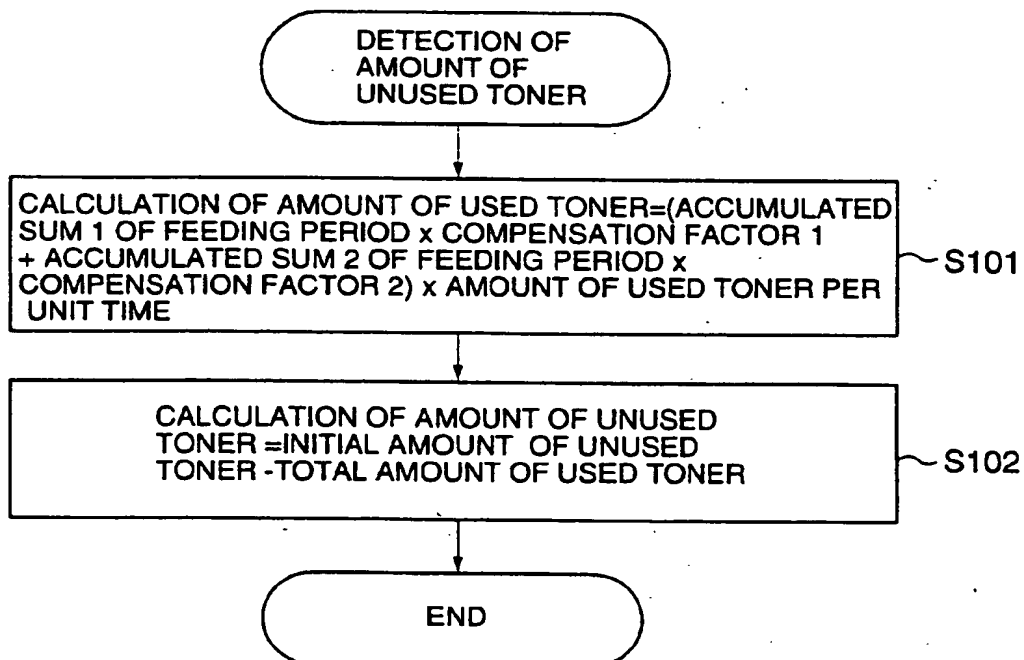 DETECTION OF
AMOUNT OF
UNUSED TONER
CALCULATION OF AMOUNT OF USED TONER=(ACCUMULATED
SUM 1 OF FEEDING PERIOD x COMPENSATION FACTOR 1
+ ACCUMULATED SUM 2 OF FEEDING PERIOD x
COMPENSATION FACTOR 2) x AMOUNT OF USED TONER PER
UNIT TIME
S101
CALCULATION OF AMOUNT OF UNUSED
TONER =INITIAL AMOUNT OF UNUSED
TONER -TOTAL AMOUNT OF USED TONER
S102
END